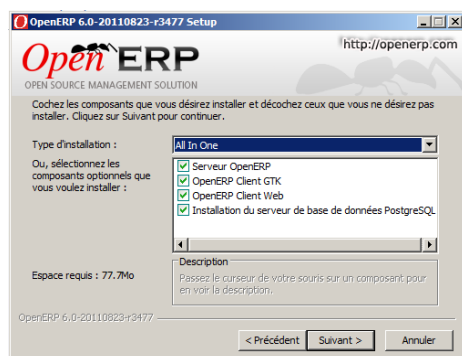 OpenERP 6.0-20110823-r3477 Setup
http://openerp.com
Open ERP
OPEN SOURCE MANAGEMENT SOLUTION
Cochez les composants que vous désirez installer et décochez ceux que vous ne désirez pas
installer. Cliquez sur Suivant pour continuer.
Type d'installation :
All In One
Ou, sélectionnez les
composants optionnels que
vous voulez installer :
Serveur OpenERP
OpenERP Client GTK
OpenERP Client Web
Installation du serveur de base de données PostgreSQL
Espace requis : 77.7Mo
Description
Passez le curseur de votre souris sur un composant pour
en voir la description.
OpenERP 6.0-20110823-r3477
< Précédent
Suivant >
Annuler